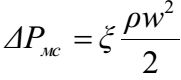 ΔP_мс = ξ ρw²/2